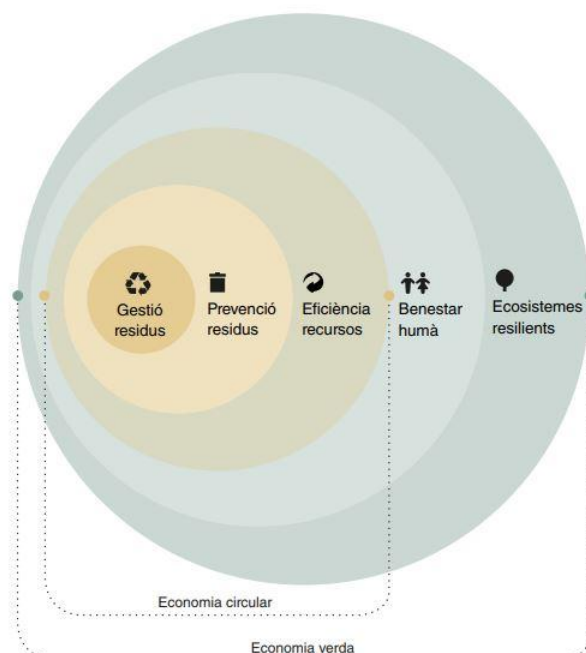 Gestió
residus
Prevenció
residus
Eficiència
recursos
Benestar
humà
Ecosistemes
resilients
Economia circular
Economia verda